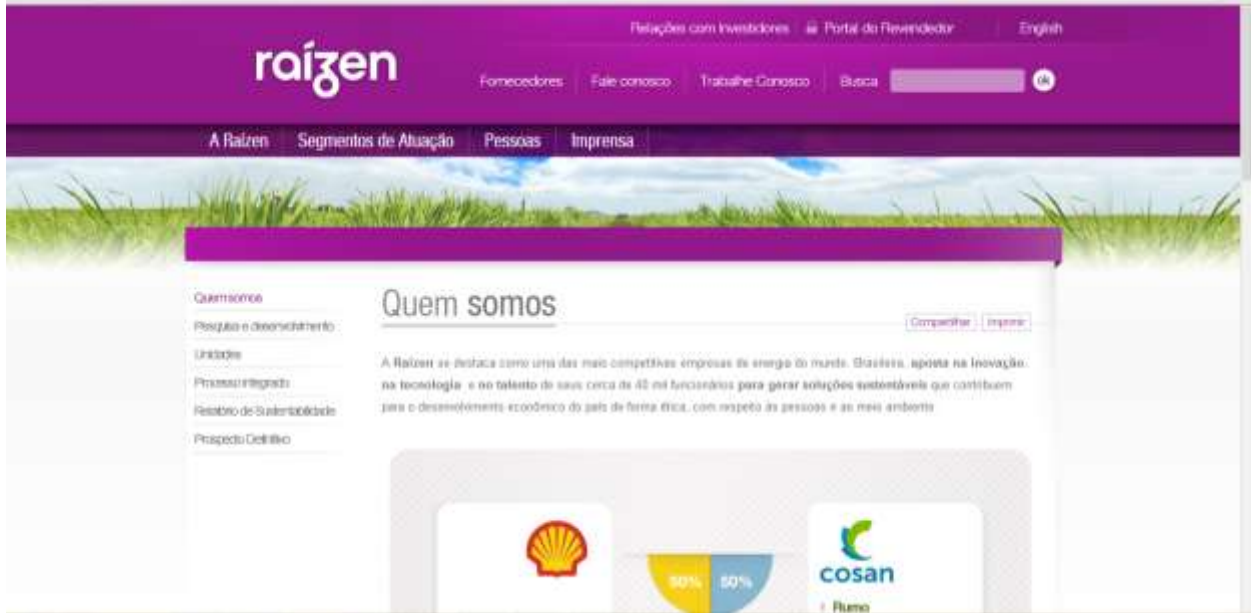 Relações com Investidores Portal do Revendedor English
raízen
Fornecedores Fale conosco Trabalhe Conosco Busca ok
A Raízen Segmentos de Atuação Pessoas Imprensa
Quem somos
Quem somos
Compartilhar Imprimir
Pesquisa e desenvolvimento
Unidades
Processo integrado
Relatório de Sustentabilidade
Prospecto Definitivo
A Raízen se destaca como uma das mais competitivas empresas de energia do mundo. Brasileira, aposta na inovação,
na tecnologia e no talento de seus cerca de 40 mil funcionários para gerar soluções sustentáveis que contribuem
para o desenvolvimento econômico do país de forma ética, com respeito às pessoas e ao meio ambiente
50% 50%
cosan
Rumo